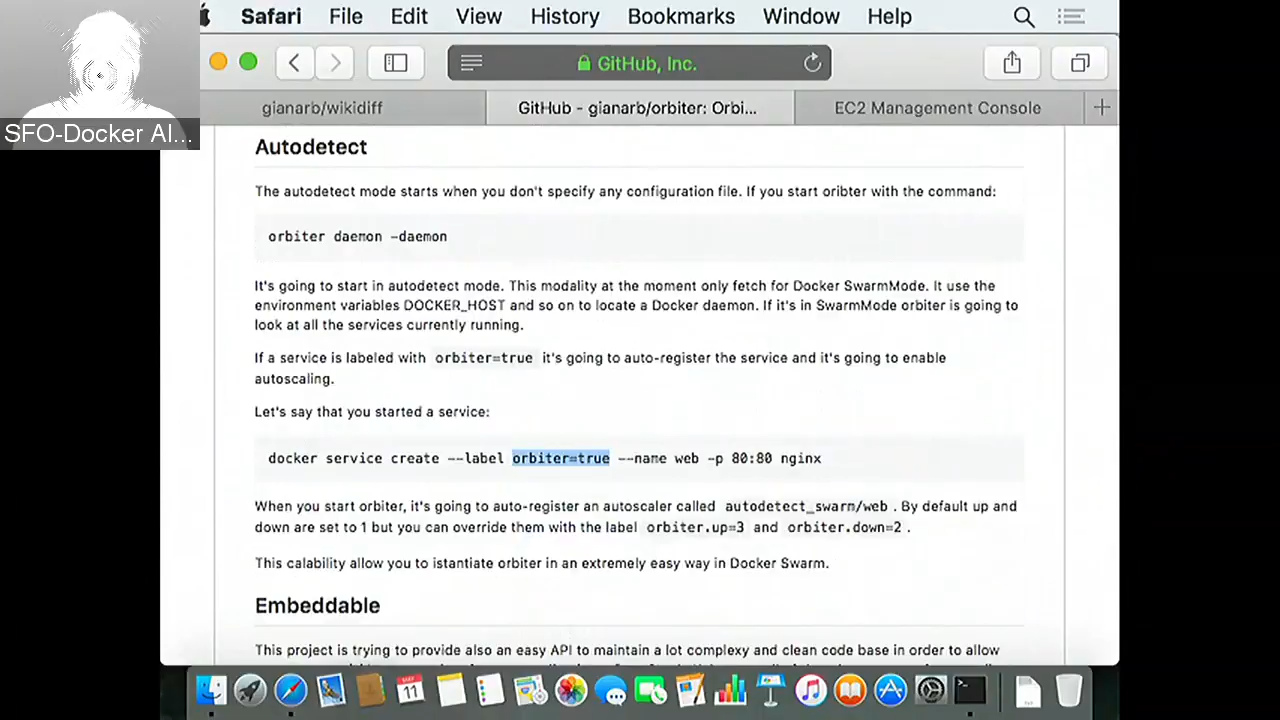 Safari File Edit View History Bookmarks Window Help
GitHub, Inc.
SFO-Docker Al...
gianarb/wikidiff
GitHub - gianarb/orbiter: Orbi...
EC2 Management Console
Autodetect
The autodetect mode starts when you don't specify any configuration file. If you start oribter with the command:
orbiter daemon -daemon
It's going to start in autodetect mode. This modality at the moment only fetch for Docker SwarmMode. It use the
environment variables DOCKER_HOST and so on to locate a Docker daemon. If it's in SwarmMode orbiter is going to
look at all the services currently running.
If a service is labeled with orbiter=true it's going to auto-register the service and it's going to enable
autoscaling.
Let's say that you started a service:
docker service create --label orbiter=true --name web -p 80:80 nginx
When you start orbiter, it's going to auto-register an autoscaler called autodetect_swarm/web . By default up and
down are set to 1 but you can override them with the label orbiter.up=3 and orbiter.down=2 .
This calability allow you to istantiate orbiter in an extremely easy way in Docker Swarm.
Embeddable
This project is trying to provide also an easy API to maintain a lot complexy and clean code base in order to allow
11